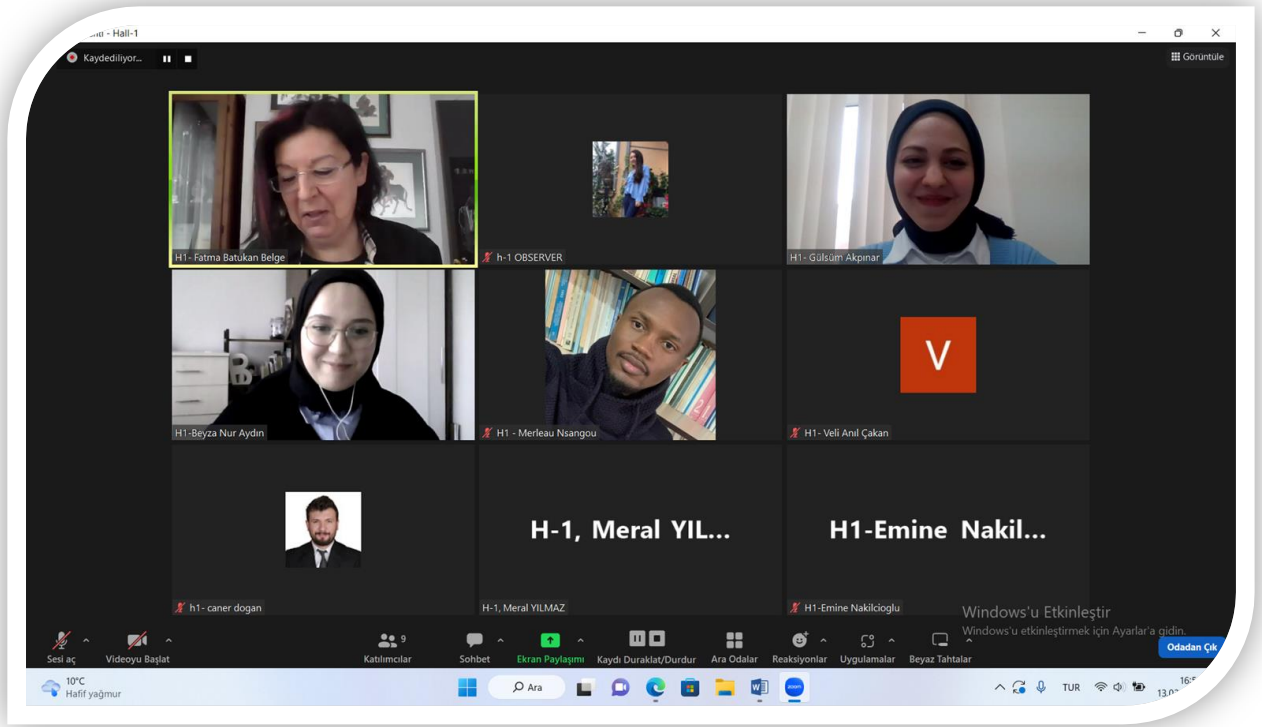 - Hall-1
Kaydediliyor...
Görüntüle
H1- Fatma Batukan Belge
h-1 OBSERVER
H1- Gülsüm Akpınar
H1-Beyza Nur Aydın
H1 - Merleau Nsangou
V
H1- Veli Anıl Çakan
h1- caner dogan
H-1, Meral YIL...
H-1, Meral YILMAZ
H1-Emine Nakil...
H1-Emine Nakilcioglu
Windows'u Etkinleştir
Windows'u etkinleştirmek için Ayarlar'a gidin.
Sesi aç
Videoyu Başlat
9
Katılımcılar
Sohbet
Ekran Paylaşımı
Kaydı Duraklat/Durdur
Ara Odalar
Reaksiyonlar
Uygulamalar
Beyaz Tahtalar
Odadan Çık
10°C
Hafif yağmur
Ara
zoom
TUR